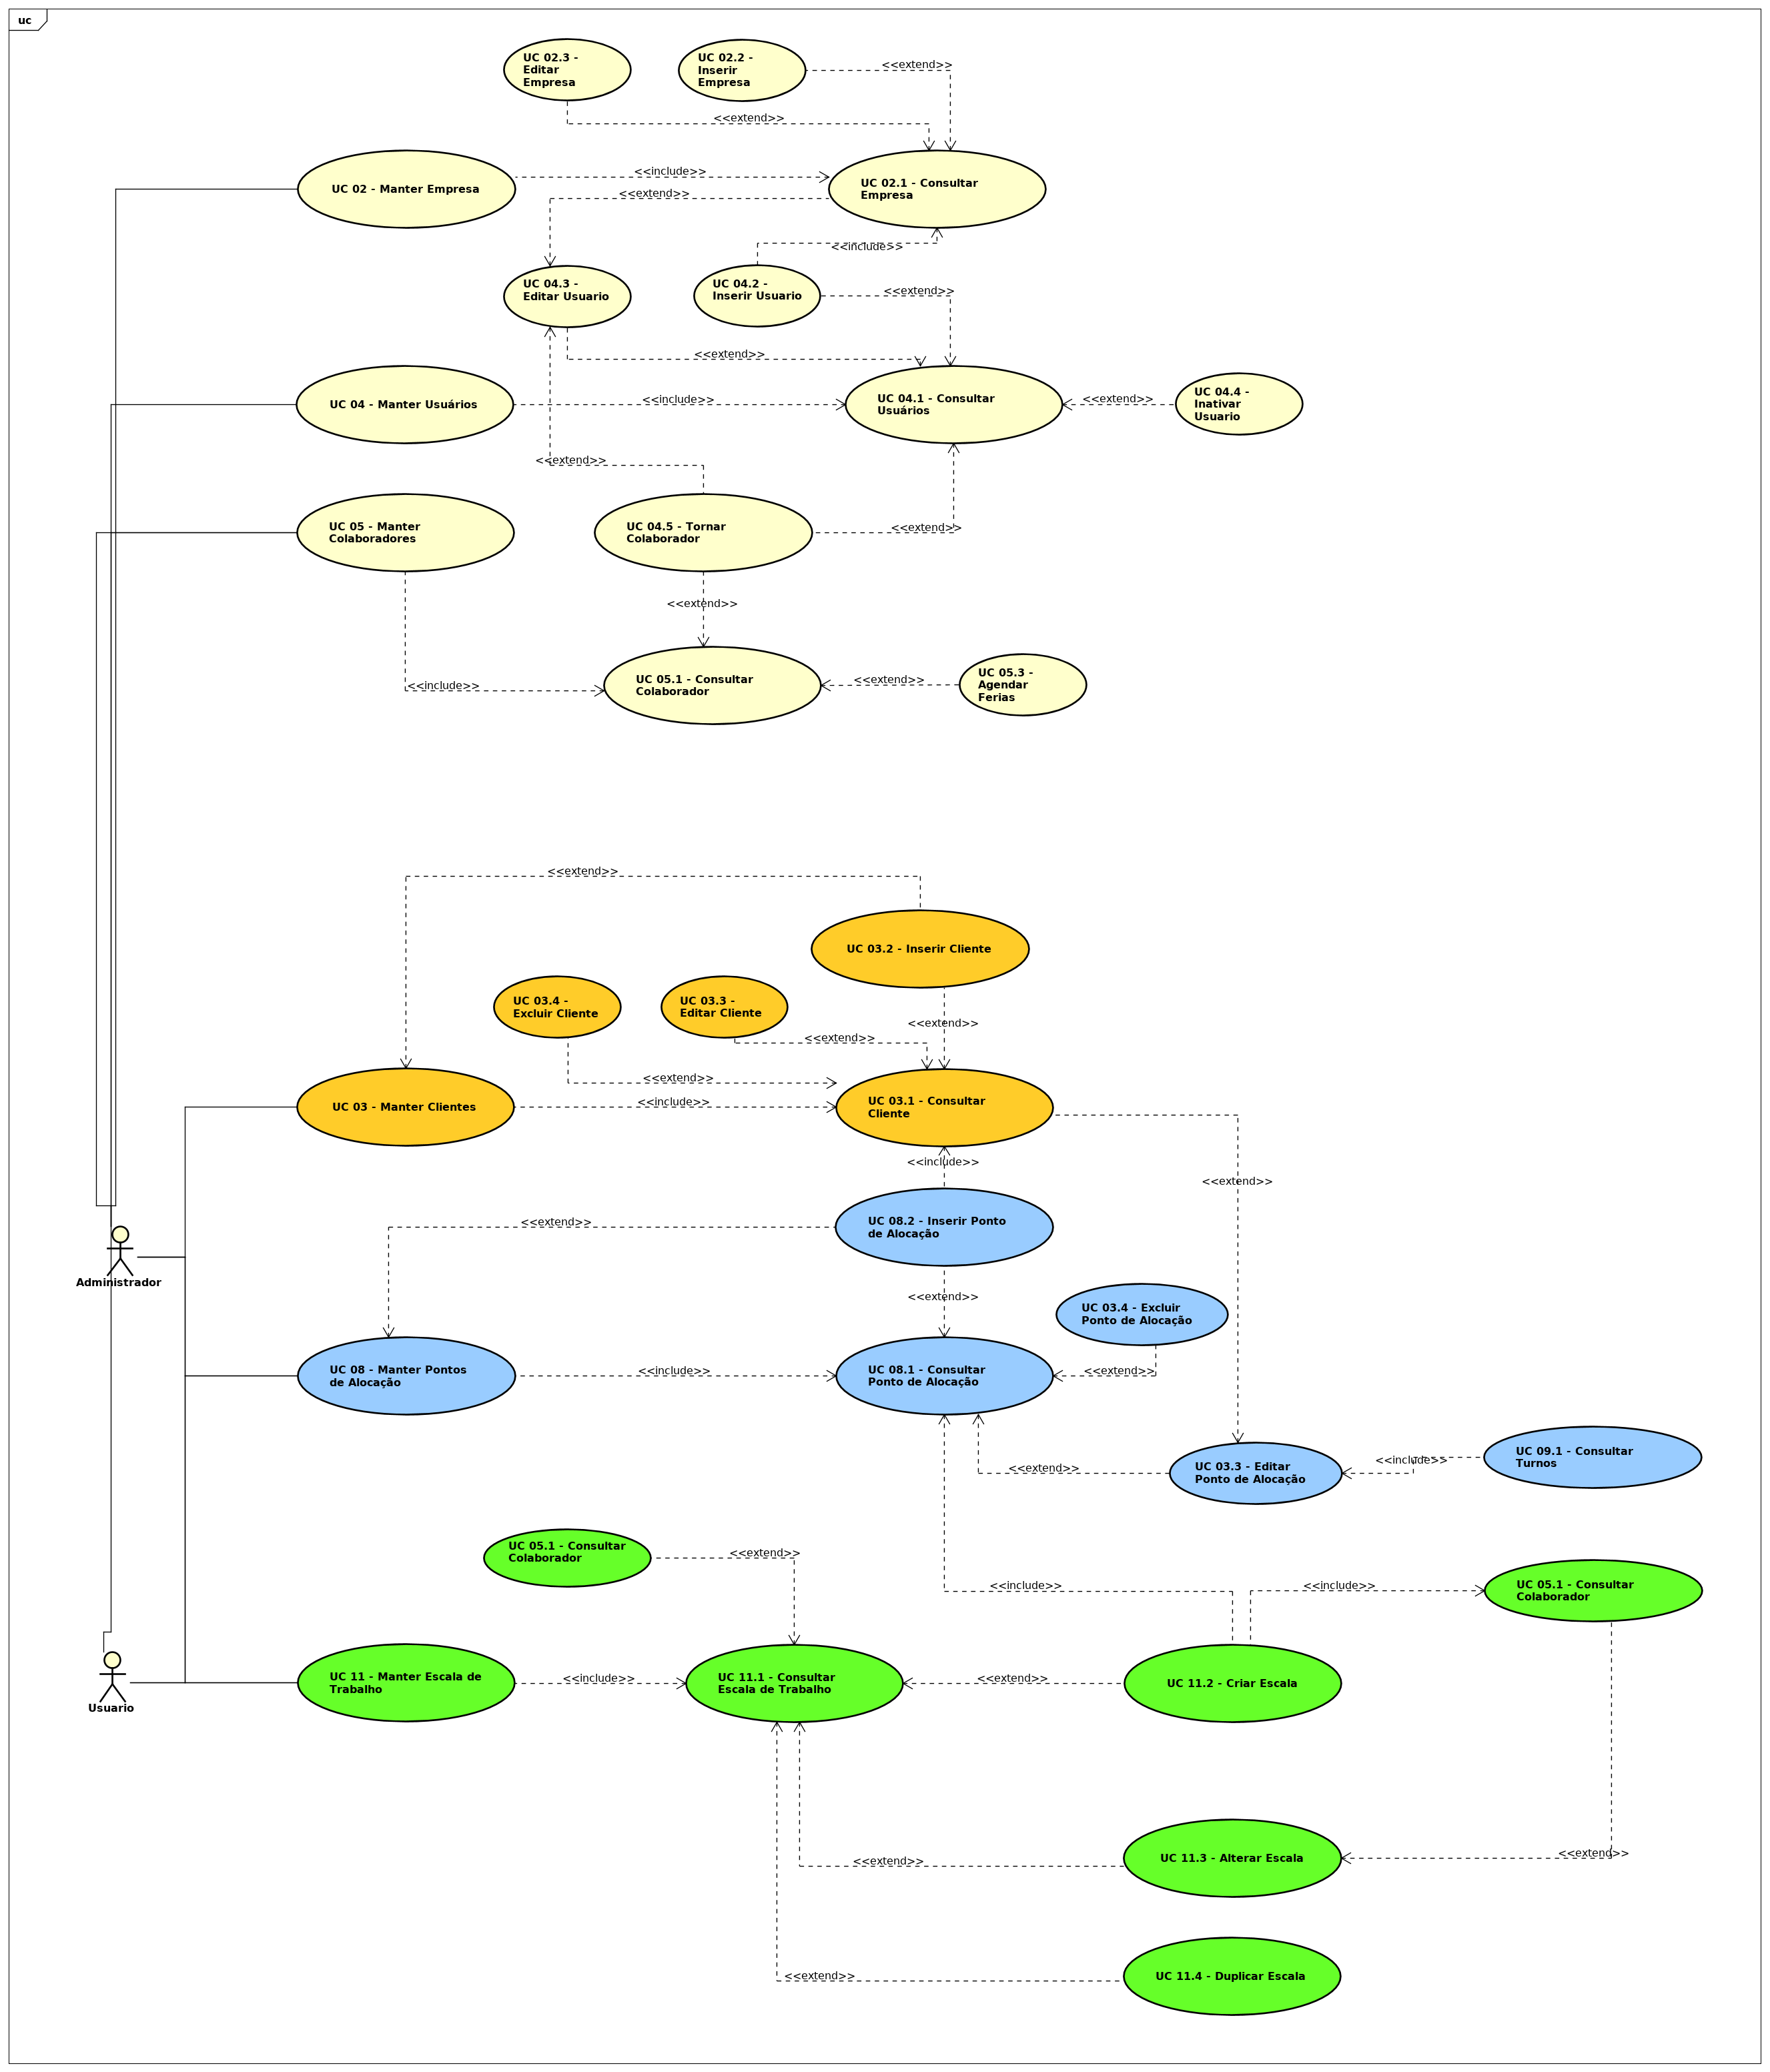 uc
UC 02.3 -
Editar
Empresa
UC 02.2 -
Inserir
Empresa
<<extend>>
<<extend>>
UC 02 - Manter Empresa
<<include>>
<<extend>>
UC 02.1 - Consultar
Empresa
<<include>>
UC 04.3 -
Editar Usuario
UC 04.2 -
Inserir Usuario
<<extend>>
<<extend>>
UC 04 - Manter Usuários
<<include>>
UC 04.1 - Consultar
Usuários
<<extend>>
UC 04.4 -
Inativar
Usuario
<<extend>>
UC 05 - Manter
Colaboradores
UC 04.5 - Tornar
Colaborador
<<extend>>
<<extend>>
<<include>>
UC 05.1 - Consultar
Colaborador
<<extend>>
UC 05.3 -
Agendar
Ferias
<<extend>>
UC 03.2 - Inserir Cliente
UC 03.4 -
Excluir Cliente
UC 03.3 -
Editar Cliente
<<extend>>
<<extend>>
<<extend>>
UC 03 - Manter Clientes
<<include>>
UC 03.1 - Consultar
Cliente
<<include>>
<<extend>>
<<extend>>
UC 08.2 - Inserir Ponto
de Alocação
Administrador
<<extend>>
UC 03.4 - Excluir
Ponto de Alocação
UC 08 - Manter Pontos
de Alocação
<<include>>
UC 08.1 - Consultar
Ponto de Alocação
<<extend>>
<<extend>>
UC 03.3 - Editar
Ponto de Alocação
<<include>>
UC 09.1 - Consultar
Turnos
UC 05.1 - Consultar
Colaborador
<<extend>>
<<include>>
<<include>>
UC 05.1 - Consultar
Colaborador
Usuario
UC 11 - Manter Escala de
Trabalho
<<include>>
UC 11.1 - Consultar
Escala de Trabalho
<<extend>>
UC 11.2 - Criar Escala
<<extend>>
UC 11.3 - Alterar Escala
<<extend>>
<<extend>>
UC 11.4 - Duplicar Escala